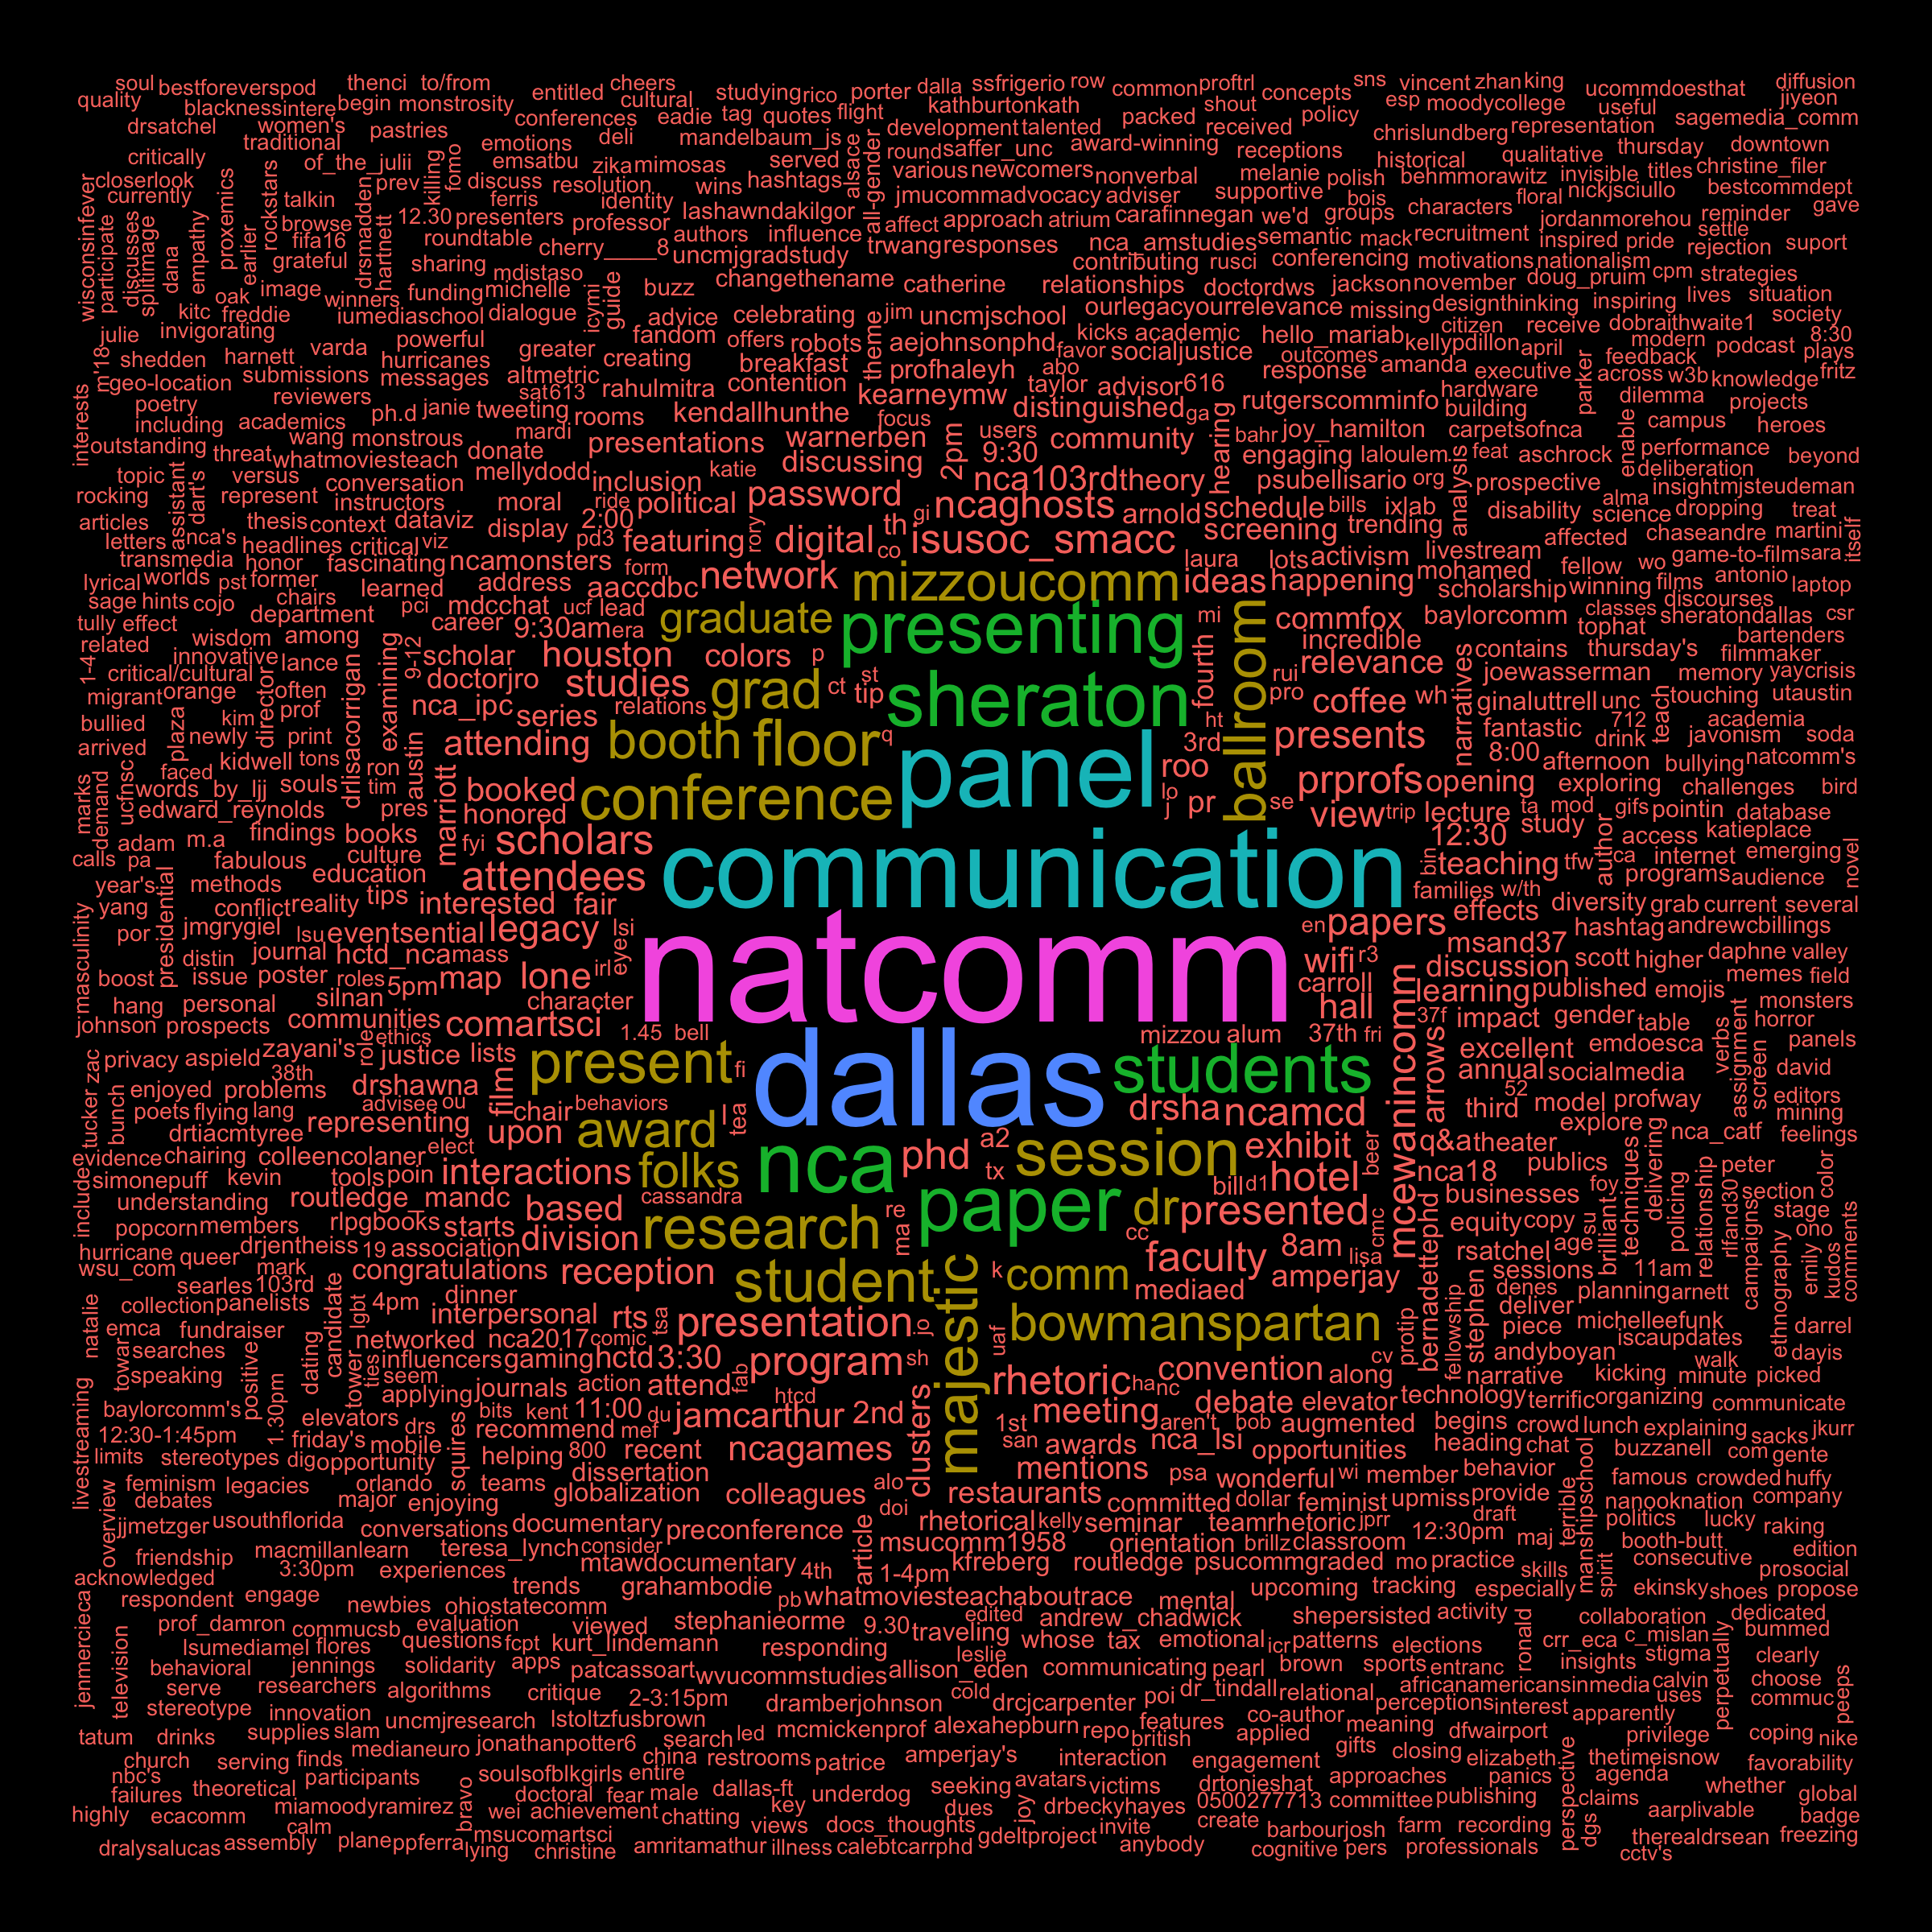 soul bestforeverspod thenci to/from cheers
quality blackness intere begin monstrosity entitled cultural studying rico porter dalla ssfrigerio row common proftrl concepts sns vincent zhan king ucommdoesthat diffusion jiyeon
drsatchel women's traditional pastries conferences eadie tag quotes flight kathburtonkath shout packed policy esp moodycollege useful sagemedia_comm
critically of_the_julii emotions deli mandelbaum_js development talented received chrislundberg representation downtown
closerlook currently talkin prev killing fomo emsatbu zika mimosas served alsace round saffer_unc award-winning receptions historical qualitative thursday christine_filer
wisconsinfever participate discusses splitimage dana empathy proxemics earlier rockstars browse drsmadden hartnett discuss ferris resolution wins hashtags all-gender various newcomers nonverbal melanie polish behmmorawitz invisible titles bestcommdept
fifa16 grateful 12.30 presenters professor identity lashawndakilgor jmucommadvocacy adviser supportive bois characters floral nickjsciullo reminder gave
roundtable cherry____8 authors influence affect approach atrium carafinnegan we'd groups jordanmorehou settle
sharing mdistaso uncmjgradstudy trwang responses nca_amstudies semantic mack recruitment inspired pride rejection suport
kitc oak image winners funding michelle icymi guide buzz changethename catherine contributing rusci conferencing motivations nationalism doug_pruim cpm strategies
julie freddie iumediaschool dialogue advice celebrating relationships doctordws jackson november designthinking inspiring lives situation
invigorating powerful fandom offers robots theme jim uncmjschool ourlegacyyourrelevance missing citizen receive dobraithwaite1 society
m'18 shedden harnett varda hurricanes greater creating breakfast aejohnsonphd kicks academic hello_mariab kellypdillon april modern podcast 8:30 plays
geo-location submissions messages altmetric rahulmitra contention profhaleyh favor socialjustice outcomes response amanda executive parker feedback across w3b knowledge fritz
interests poetry reviewers ph.d janie sat 613 tweeting rooms kendallhunthe kearneymw abo taylor advisor 616 rutgerscomminfo hardware dilemma projects
including academics wang monstrous mardi presentations warnerben focus distinguished ga hearing building campus heroes
outstanding threat whatmoviesteach donate mellydodd inclusion katie discussing 2pm users 9:30 community bahr joy_hamilton carpetsofnca enable performance beyond
topic versus conversation moral ride political password nca103rd theory engaging laloulem feat aschrock deliberation
rocking assistant dart's represent instructors dataviz display 2:00 ncaghosts arnold psubellisario org analysis prospective alma insightmjsteudeman
articles thesis context viz pd3 featuring rory digital th gi isusoc_smacc schedule bills ixlab disability science dropping treat
letters nca's headlines critical fascinating ncamonsters form co laura screening trending livestream affected chaseandre martini itself
transmedia honor former learned address aaccdbc network mizzoucomm ideas lots activism happening mohamed fellow wo game-to-film sara
lyrical worlds pst chairs pci mdcchat ucf lead graduate presenting mi ballroom scholarship winning films antonio laptop
sage hints cojo department career 9:30am era commfox baylorcomm classes discourses sheratondallas csr
tully effect wisdom among 9-12 scholar houston colors p incredible contains tophat bartenders
related innovative lance drlisacorrigan examining doctorjro studies grad ct st tip sheraton fourth rui relevance narratives thursday's filmmaker
1-4 critical/cultural often nca_ipc series relations pro coffee wh joewasserman memory yaycrisis
migrant orange director prof austin ht ginaluttrell unc touching utaustin
bullied plaza kim newly print attending booth floor q panel 3rd presents fantastic 712 drink teach academia javonism soda
arrived kidwell tons ron marriott roo 8:00 afternoon bullying natcomm's
marks demand ucfnsc faced words_by_ljj souls tim booked conference lo j pr se prprofs opening exploring challenges bird
edward_reynolds pres honored view trip lecture ta mod gifs pointin database
adam m.a findings books fyi scholars communication 12:30 study author access katieplace
calls pa fabulous culture attendees bin teaching tfw ca internet emerging novel
year's presidential methods education tips interested fair families w/th programs audience
yang conflict reality eventsential legacy lsi eyes en papers effects diversity grab current several
masculinity por jmgrygiel lsu journal hctd_nca mass irl natcomm wifi r3 msand37 hashtag andrewcbillings
boost distin issue poster roles 5pm map lone carroll discussion scott higher daphne valley
hang personal silnan character hall mcewanincomm learning published emojis memes field
johnson prospects communities comartsci 1.45 bell mizzou alum 37th fri 37f impact gender table verbs monsters horror
privacy aspield zayani's role ethics justice lists present fi dallas students arrows excellent emdoesca assignment screen panels
zac tucker enjoyed problems 38th drshawna film annual socialmedia david
bunch poets flying lang advisee ou chair behaviors l tea drsha ncamcd third 52 model profway editors mining
drtiacmtyree representing upon award a2 session q&a theater explore nca_catf feelings
evidence chairing colleencolaner elect interactions folks nca phd tx exhibit beer nca18 publics techniques delivering relationship peter
include simonepuff kevin tools poin cassandra hotel bill d1 businesses foy policing rlfand307 section color
understanding routledge_mandc based research re ma paper dr presented cmc bernadettephd equity copy su brilliant campaigns stage ono
popcorn members rlpgbooks starts division cc faculty 8am lisa rsatchel age emily kudos comments
hurricane queer drjentheiss 19 association student k comm amperjay sessions 11am ethnography
wsu_com mark congratulations reception mediaed denes planning arnett
searles 103rd candidate 4pm dinner majestic stephen deliver michelleefunk
natalie collection panelists lgbt interpersonal rts tsa presentation jo uaf bowmanspartan protip piece iscaupdates darrel
emca fundraiser networked nca2017 comic andyboyan
searches dating influencers gaming hctd 3:30 program sh cv fellowship walk dayis
towar speaking positive tower ties seem fab rhetoric ha nc convention along narrative kicking minute picked
livestreaming applying journals action attend htcd debate elevator technology terrific organizing communicate
baylorcomm's 1.30pm elevators drs bits kent 11:00 du jamcarthur 2nd clusters 1st meeting aren't bob augmented begins crowd lunch explaining sacks jkurr
12:30-1:45pm friday's mobile squires recommend mef ncagames san awards nca_lsi opportunities heading chat buzzanell com gente
limits stereotypes dig opportunity helping 800 recent mentions psa wonderful wi member behavior manshipschool
feminism legacies orlando teams dissertation colleagues alo restaurants committed dollar feminist upmiss provide terrible famous crowded huffy
overview debates major enjoying globalization doi draft nanooknation company
jjmetzger usouthflorida conversations documentary preconference article rhetorical kelly seminar teamrhetoric jprr 12:30pm maj politics lucky raking
friendship macmillanlearn teresa_lynch consider msucomm1958 orientation brillz classroom booth-butt edition
3:30pm experiences mtawdocumentary 4th 1-4pm kfreberg routledge psucommgraded mo practice skills spirit consecutive prosocial
acknowledged respondent engage trends grahambodie pb whatmoviesteachaboutrace mental upcoming tracking especially ekinsky shoes propose
newbies ohiostatecomm edited andrew_chadwick shepersisted activity ronald collaboration dedicated
prof_damron commucsb evaluation viewed stephanieorme 9.30 traveling c_mislan bummed
lsumediamel flores questions fcpt kurt_lindemann responding whose tax emotional icr patterns elections crr_eca stigma
television behavioral jennings solidarity apps patcassoart wvucommstudies allison_eden leslie communicating pearl brown sports entranc insights clearly
jenmercieca serve researchers algorithms critique 2-3:15pm dramberjohnson cold drcjcarpenter poi dr_tindall relational africanamericansinmedia calvin perpetually choose peeps
stereotype innovation uncmjresearch lstoltzfusbrown co-author perceptions interest uses commuc
tatum drinks supplies slam jonathanpotter6 search led mcmickenprof alexahepburn repo features british applied meaning dfwairport apparently privilege coping nike
church serving finds medianeuro china restrooms patrice amperjay's interaction engagement gifts closing elizabeth perspective thetimeisnow favorability
nbc's failures theoretical participants soulsofblkgirls entire avatars drtonieshat approaches panics agenda whether
highly ecacomm miamoodyramirez bravo doctoral fear male dallas-ft key underdog seeking victims 0500277713 committee publishing claims global
calm wei achievement chatting views docs_thoughts dues joy drbeckyhayes create aarplivable badge
dralysalucas assembly plane ppferra lying msucomartsci christine amritamathur illness calebtcarrphd gdeltproject invite anybody barbourjosh farm recording dgs therealdrsean freezing
cognitive pers professionals cctv's